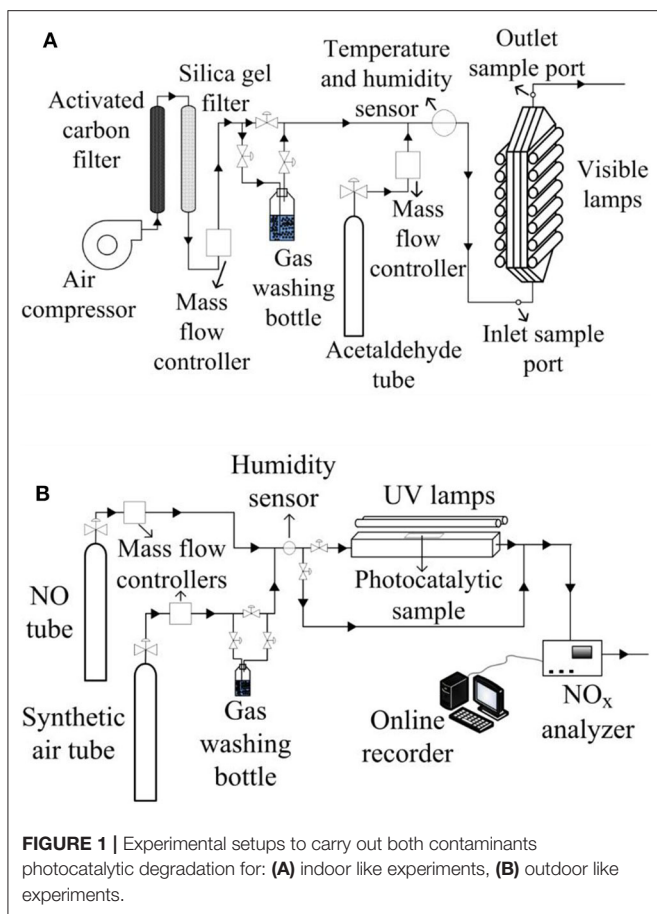 A
Temperature
and humidity
sensor
Outlet
sample port
Silica gel
filter
Activated
carbon
filter
Visible
lamps
Air
compressor
Mass
flow
controller
Gas
washing
bottle
Mass
flow
controller
Acetaldehyde
tube
Inlet sample
port
B
Humidity
sensor
UV lamps
Mass flow
controllers
Photocatalytic
sample
NO
tube
Synthetic
air tube
Gas
washing
bottle
Online
recorder
NOx
analyzer
FIGURE 1 | Experimental setups to carry out both contaminants
photocatalytic degradation for: (A) indoor like experiments, (B) outdoor like
experiments.